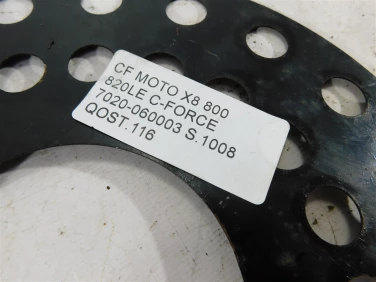 CF MOTO X8 800
820LE C-FORCE
7020-060003 S.1008
QOST.116